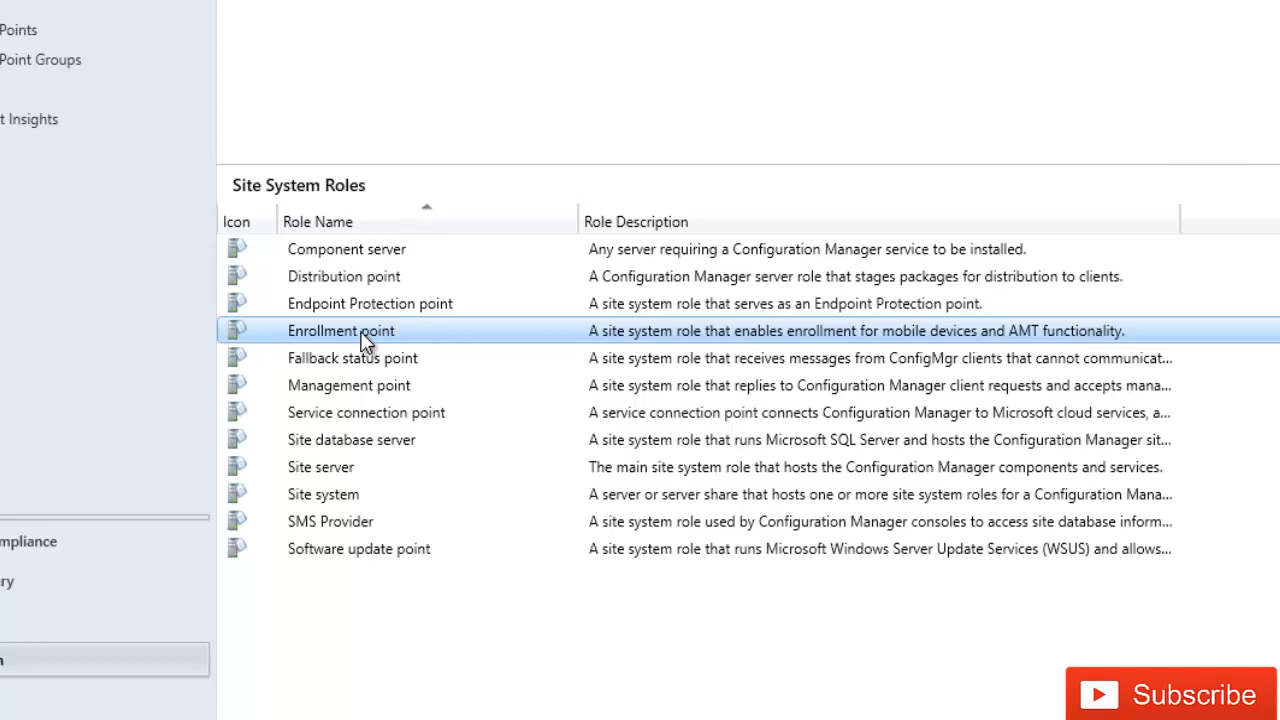 Points
Point Groups
t Insights
mpliance
ry
n
Site System Roles
Icon Role Name Role Description
Component server Any server requiring a Configuration Manager service to be installed.
Distribution point A Configuration Manager server role that stages packages for distribution to clients.
Endpoint Protection point A site system role that serves as an Endpoint Protection point.
Enrollment point A site system role that enables enrollment for mobile devices and AMT functionality.
Fallback status point A site system role that receives messages from ConfigMgr clients that cannot communicat...
Management point A site system role that replies to Configuration Manager client requests and accepts mana...
Service connection point A service connection point connects Configuration Manager to Microsoft cloud services, a...
Site database server A site system role that runs Microsoft SQL Server and hosts the Configuration Manager sit...
Site server The main site system role that hosts the Configuration Manager components and services.
Site system A server or server share that hosts one or more site system roles for a Configuration Mana...
SMS Provider A site system role used by Configuration Manager consoles to access site database inform...
Software update point A site system role that runs Microsoft Windows Server Update Services (WSUS) and allows...
Subscribe